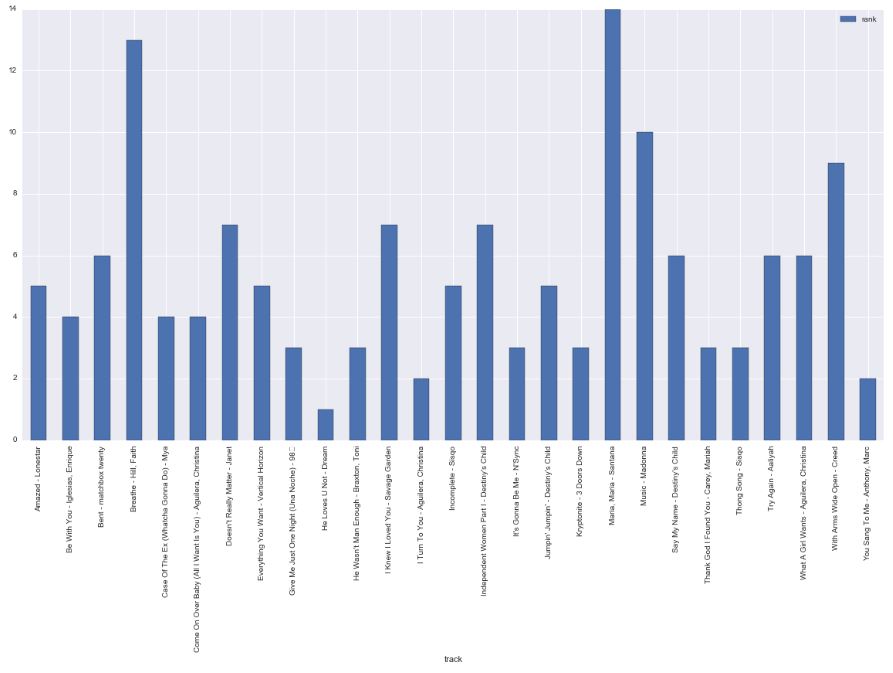 14
12
10
8
6
4
2
0
rank
Amazed - Lonestar
Be With You - Iglesias, Enrique
Bent - matchbox twenty
Breathe - Hill, Faith
Case Of The Ex (Whatcha Gonna Do) - Mya
Come On Over Baby (All I Want Is You) - Aguilera, Christina
Doesn't Really Matter - Janet
Everything You Want - Vertical Horizon
Give Me Just One Night (Una Noche) - 98...
He Loves U Not - Dream
He Wasn't Man Enough - Braxton, Toni
I Knew I Loved You - Savage Garden
I Turn To You - Aguilera, Christina
Incomplete - Sisqo
Independent Women Part I - Destiny's Child
It's Gonna Be Me - N'Sync
Jumpin' Jumpin' - Destiny's Child
Kryptonite - 3 Doors Down
Maria, Maria - Santana
Music - Madonna
Say My Name - Destiny's Child
Thank God I Found You - Carey, Mariah
Thong Song - Sisqo
Try Again - Aaliyah
What A Girl Wants - Aguilera, Christina
With Arms Wide Open - Creed
You Sang To Me - Anthony, Marc
track